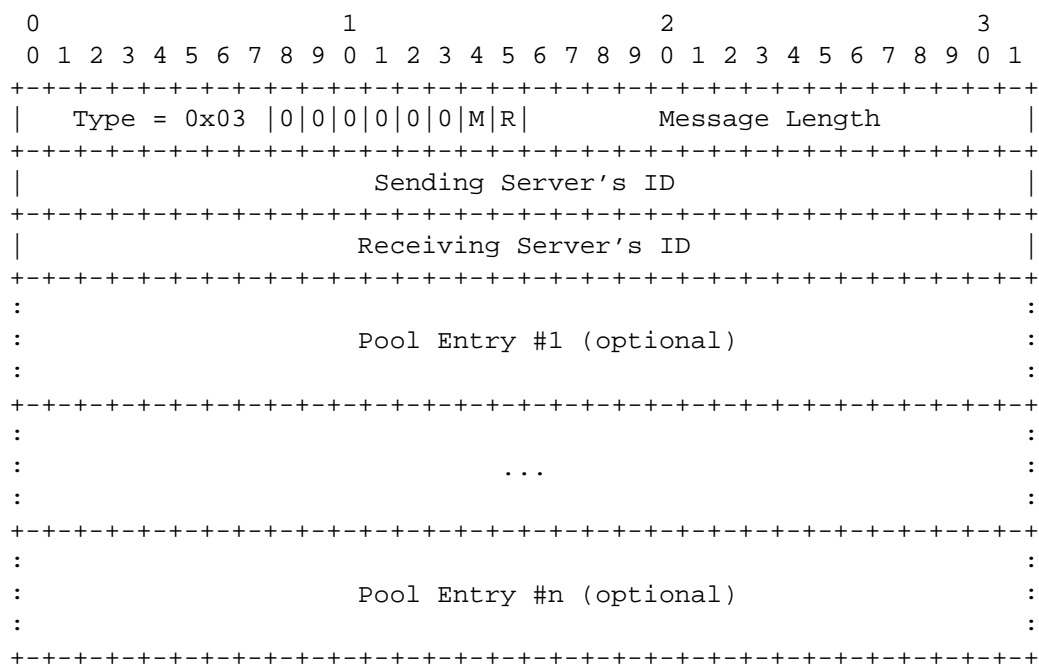 0                   1                   2                   3
 0 1 2 3 4 5 6 7 8 9 0 1 2 3 4 5 6 7 8 9 0 1 2 3 4 5 6 7 8 9 0 1
+-+-+-+-+-+-+-+-+-+-+-+-+-+-+-+-+-+-+-+-+-+-+-+-+-+-+-+-+-+-+-+-+
|   Type = 0x03 |0|0|0|0|0|0|M|R|        Message Length         |
+-+-+-+-+-+-+-+-+-+-+-+-+-+-+-+-+-+-+-+-+-+-+-+-+-+-+-+-+-+-+-+-+
|                      Sending Server’s ID                      |
+-+-+-+-+-+-+-+-+-+-+-+-+-+-+-+-+-+-+-+-+-+-+-+-+-+-+-+-+-+-+-+-+
|                     Receiving Server’s ID                     |
+-+-+-+-+-+-+-+-+-+-+-+-+-+-+-+-+-+-+-+-+-+-+-+-+-+-+-+-+-+-+-+-+
:                                                               :
:                     Pool Entry #1 (optional)                  :
:                                                               :
+-+-+-+-+-+-+-+-+-+-+-+-+-+-+-+-+-+-+-+-+-+-+-+-+-+-+-+-+-+-+-+-+
:                                                               :
:                              ...                              :
:                                                               :
+-+-+-+-+-+-+-+-+-+-+-+-+-+-+-+-+-+-+-+-+-+-+-+-+-+-+-+-+-+-+-+-+
:                                                               :
:                     Pool Entry #n (optional)                  :
:                                                               :
+-+-+-+-+-+-+-+-+-+-+-+-+-+-+-+-+-+-+-+-+-+-+-+-+-+-+-+-+-+-+-+-+